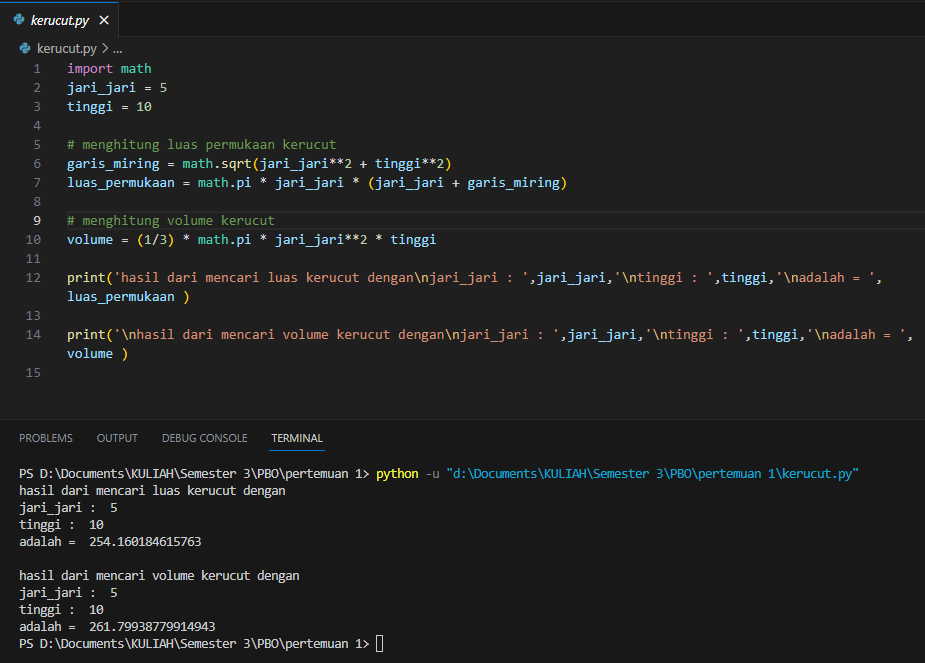 kerucut.py
kerucut.py > ...
1 import math
2 jari_jari = 5
3 tinggi = 10
4
5 # menghitung luas permukaan kerucut
6 garis_miring = math.sqrt(jari_jari**2 + tinggi**2)
7 luas_permukaan = math.pi * jari_jari * (jari_jari + garis_miring)
8
9 # menghitung volume kerucut
10 volume = (1/3) * math.pi * jari_jari**2 * tinggi
11
12 print('hasil dari mencari luas kerucut dengan\njari_jari : ',jari_jari,'\ntinggi : ',tinggi,'\nadalah = ',
luas_permukaan )
13
14 print('\nhasil dari mencari volume kerucut dengan\njari_jari : ',jari_jari,'\ntinggi : ',tinggi,'\nadalah = ',
volume )
15
PROBLEMS OUTPUT DEBUG CONSOLE TERMINAL
PS D:\Documents\KULIAH\Semester 3\PBO\pertemuan 1> python -u "d:\Documents\KULIAH\Semester 3\PBO\pertemuan 1\kerucut.py"
hasil dari mencari luas kerucut dengan
jari_jari :  5
tinggi :  10
adalah =  254.160184615763

hasil dari mencari volume kerucut dengan
jari_jari :  5
tinggi :  10
adalah =  261.79938779914943
PS D:\Documents\KULIAH\Semester 3\PBO\pertemuan 1>